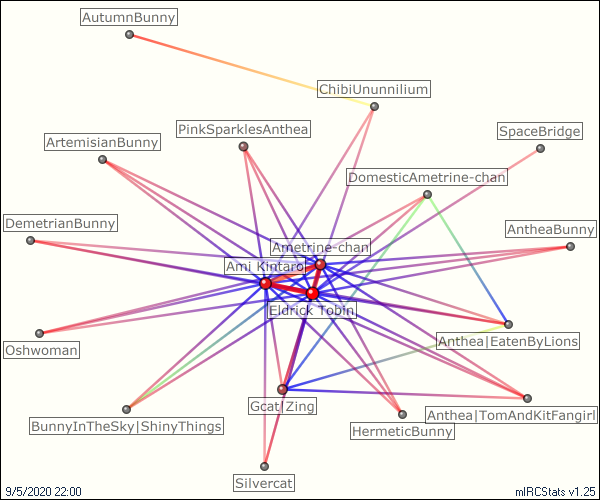 AutumnBunny
ChibiUnunnilium
PinkSparklesAnthea
SpaceBridge
ArtemisianBunny
DomesticAmetrine-chan
DemetrianBunny
AntheaBunny
Ametrine-chan
Ami Kintaro
Eldrick Tobin
Anthea|EatenByLions
Oshwoman
Gcat|Zing
Anthea|TomAndKitFangirl
BunnyInTheSky|ShinyThings
HermeticBunny
Silvercat
9/5/2020 22:00
mIRCStats v1.25